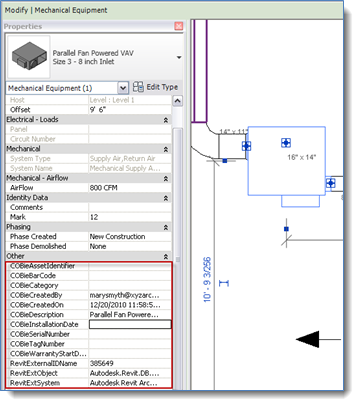 Modify | Mechanical Equipment
Properties
Parallel Fan Powered VAV
Size 3 - 8 inch Inlet
Mechanical Equipment (1)
Edit Type
Host Level : Level 1
Offset 9' 6"
Electrical - Loads
Panel
Circuit Number
Mechanical
System Type Supply Air,Return Air
System Name Mechanical Supply A...
Mechanical - Airflow
AirFlow 800 CFM
Identity Data
Comments
Mark 12
Phasing
Phase Created New Construction
Phase Demolished None
Other
COBieAssetIdentifier
COBieBarCode
COBieCategory
COBieCreatedBy marysmyth@xyzarc...
COBieCreatedOn 12/20/2010 11:58:5...
COBieDescription Parallel Fan Powere...
COBieInstallationDate
COBieSerialNumber
COBieTagNumber
COBieWarrantyStartD...
RevitExternalIDName 385649
RevitExtObject Autodesk.Revit.DB....
RevitExtSystem Autodesk.Revit Arc...
14" x 11"
16" x 14"
10' - 9 3/256